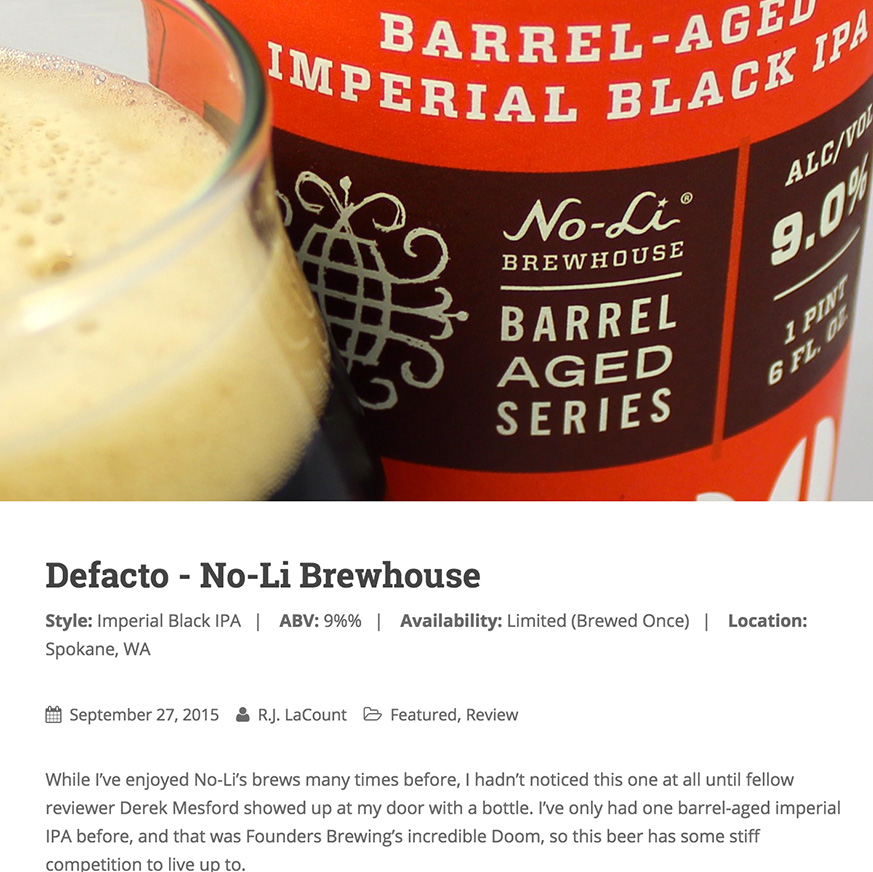 BARREL-AGED
IMPERIAL BLACK IPA
No-Li®
BREWHOUSE
BARREL
AGED
SERIES
ALC/VOL
9.0%
1 PINT
6 FL. OZ.
Defacto - No-Li Brewhouse
Style: Imperial Black IPA | ABV: 9%% | Availability: Limited (Brewed Once) | Location:
Spokane, WA
September 27, 2015 R.J. LaCount Featured, Review
While I’ve enjoyed No-Li’s brews many times before, I hadn’t noticed this one at all until fellow
reviewer Derek Mesford showed up at my door with a bottle. I’ve only had one barrel-aged imperial
IPA before, and that was Founders Brewing’s incredible Doom, so this beer has some stiff
competition to live up to.